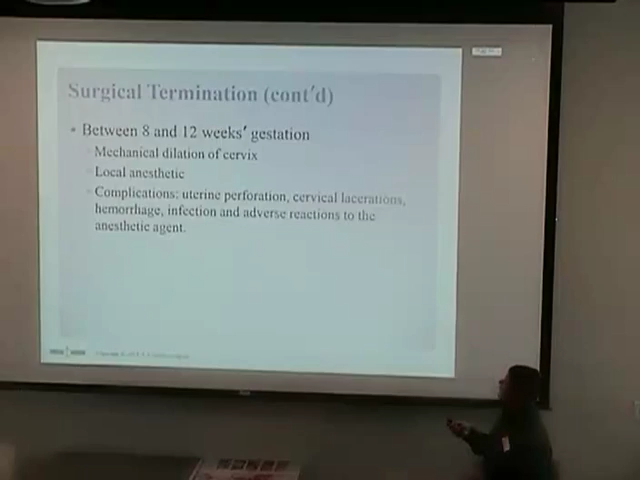 Surgical Termination (cont'd)
• Between 8 and 12 weeks' gestation
Mechanical dilation of cervix
Local anesthetic
Complications: uterine perforation, cervical lacerations,
hemorrhage, infection and adverse reactions to the
anesthetic agent.